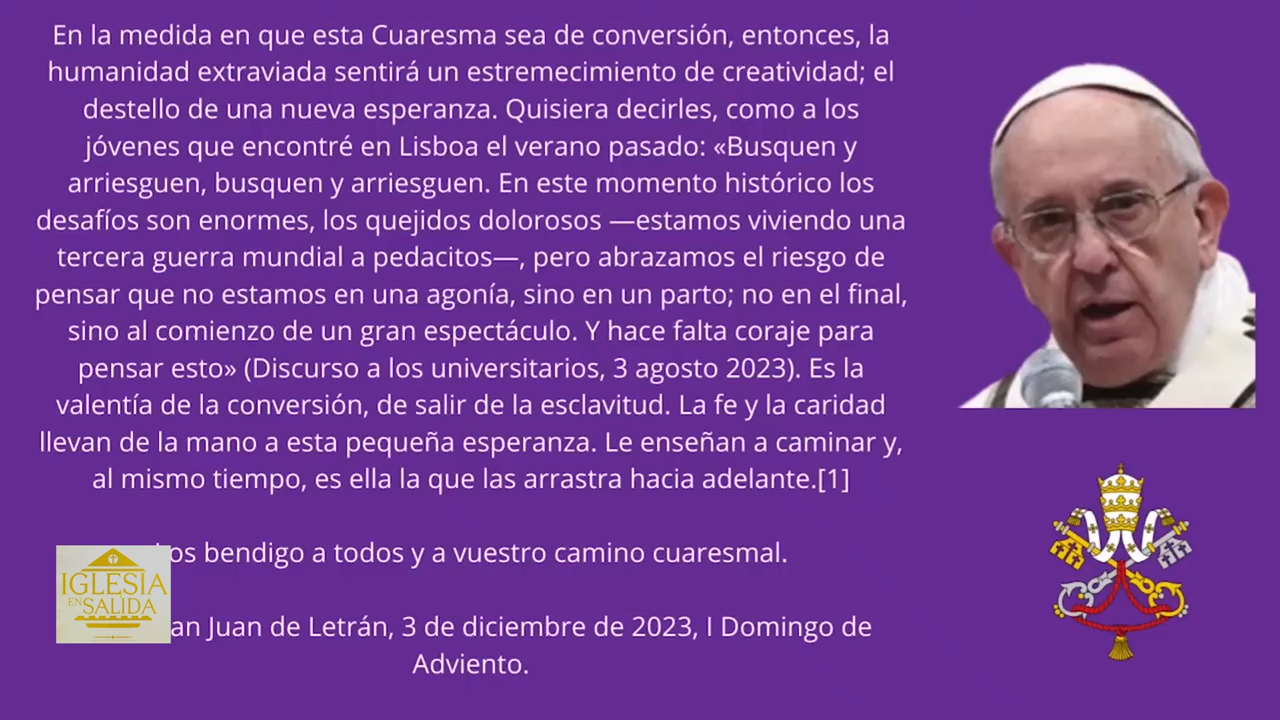 En la medida en que esta Cuaresma sea de conversión, entonces, la
humanidad extraviada sentirá un estremecimiento de creatividad; el
destello de una nueva esperanza. Quisiera decirles, como a los
jóvenes que encontré en Lisboa el verano pasado: «Busquen y
arriesguen, busquen y arriesguen. En este momento histórico los
desafíos son enormes, los quejidos dolorosos —estamos viviendo una
tercera guerra mundial a pedacitos—, pero abrazamos el riesgo de
pensar que no estamos en una agonía, sino en un parto; no en el final,
sino al comienzo de un gran espectáculo. Y hace falta coraje para
pensar esto» (Discurso a los universitarios, 3 agosto 2023). Es la
valentía de la conversión, de salir de la esclavitud. La fe y la caridad
llevan de la mano a esta pequeña esperanza. Le enseñan a caminar y,
al mismo tiempo, es ella la que las arrastra hacia adelante.[1]
bendigo a todos y a vuestro camino cuaresmal.
Juan de Letrán, 3 de diciembre de 2023, I Domingo de
Adviento.
IGLESIA
EN SALIDA